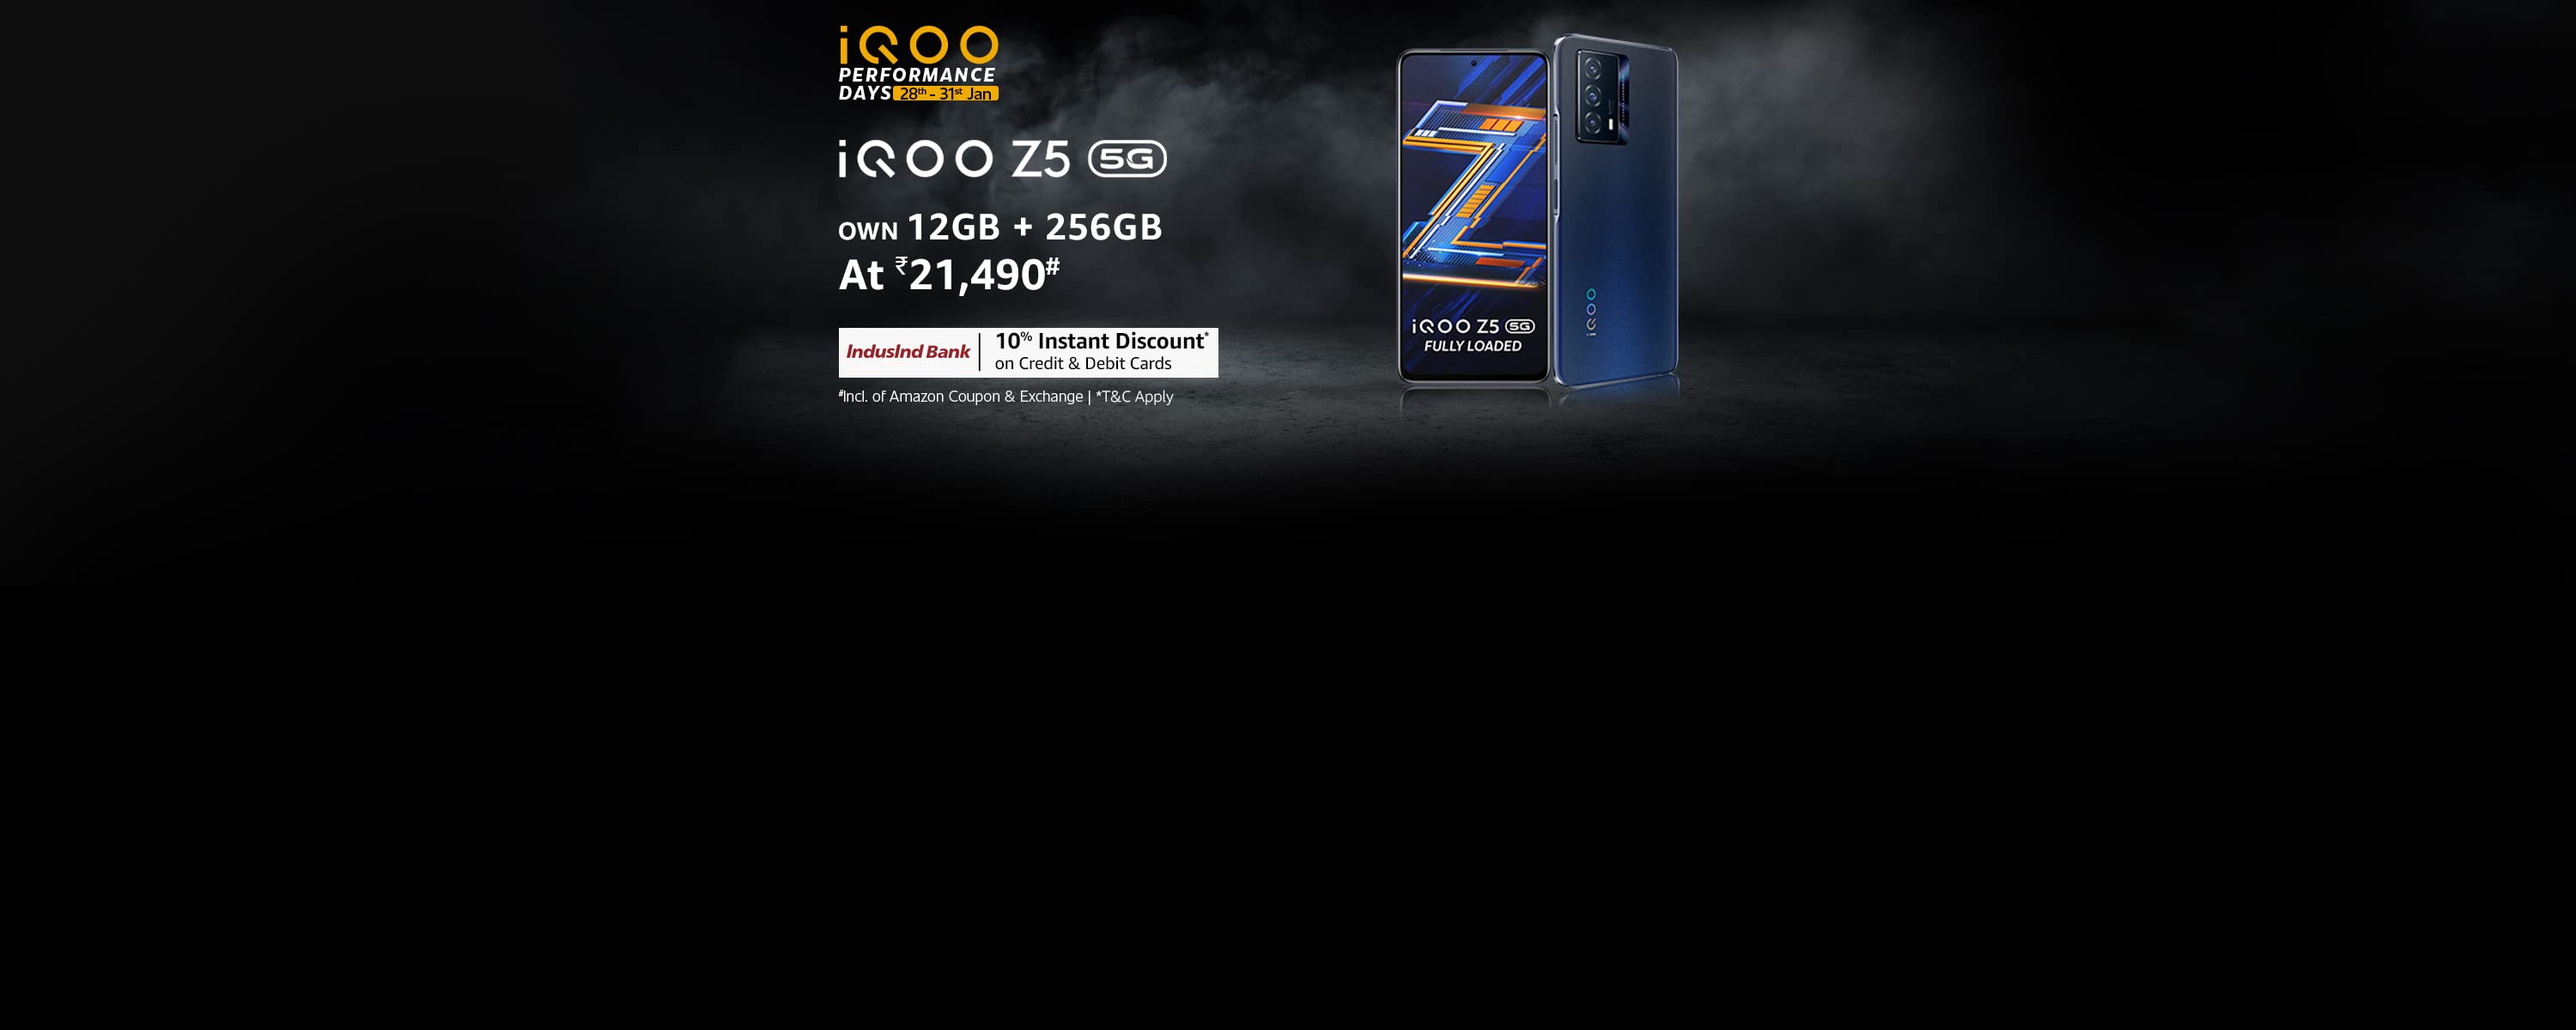 iQOO
PERFORMANCE
DAYS 28th - 31st Jan
iQOO Z5 5G
OWN 12GB + 256GB
At ₹21,490#
IndusInd Bank
10% Instant Discount*
on Credit & Debit Cards
#Incl. of Amazon Coupon & Exchange | *T&C Apply
iQOO Z5 5G
FULLY LOADED
iQOO